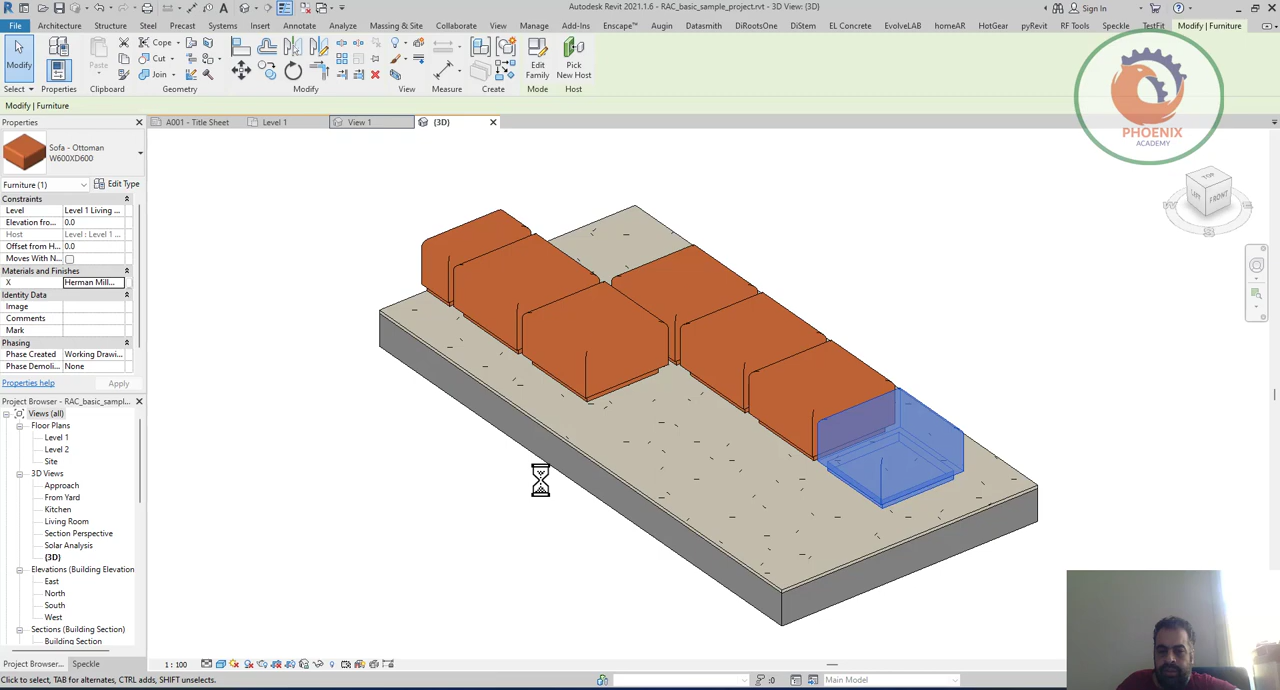 Autodesk Revit 2021.1.6 - RAC_basic_sample_project.rvt - 3D View: {3D}
Sign In
File Architecture Structure Steel Precast Systems Insert Annotate Analyze Massing & Site Collaborate View Manage Add-Ins Enscape™ Augin Datasmith DiRootsOne DiStem EL Concrete EvolveLAB homeAR HotGear pyRevit RF Tools Speckle TestFit Modify | Furniture
Modify
Paste
Cope
Cut
Join
Edit Family
Pick New Host
Select Properties Clipboard Geometry Modify View Measure Create Mode Host
Modify | Furniture
PHOENIX
ACADEMY
Properties
A001 - Title Sheet
Level 1
View 1
{3D}
Sofa - Ottoman
W600XD600
Furniture (1)
Edit Type
Constraints
Level Level 1 Living ...
Elevation fro... 0.0
Host Level : Level 1 ...
Offset from H... 0.0
Moves With N...
Materials and Finishes
X Herman Mill...
Identity Data
Image
Comments
Mark
Phasing
Phase Created Working Drawi...
Phase Demoli... None
Properties help
Apply
Project Browser - RAC_basic_sampl...
Views (all)
Floor Plans
Level 1
Level 2
Site
3D Views
Approach
From Yard
Kitchen
Living Room
Section Perspective
Solar Analysis
{3D}
Elevations (Building Elevation
East
North
South
West
Sections (Building Section)
Building Section
Project Browser... Speckle
TOP
LEFT
FRONT
W
S
E
1 : 100
Click to select, TAB for alternates, CTRL adds, SHIFT unselects.
:0
Main Model